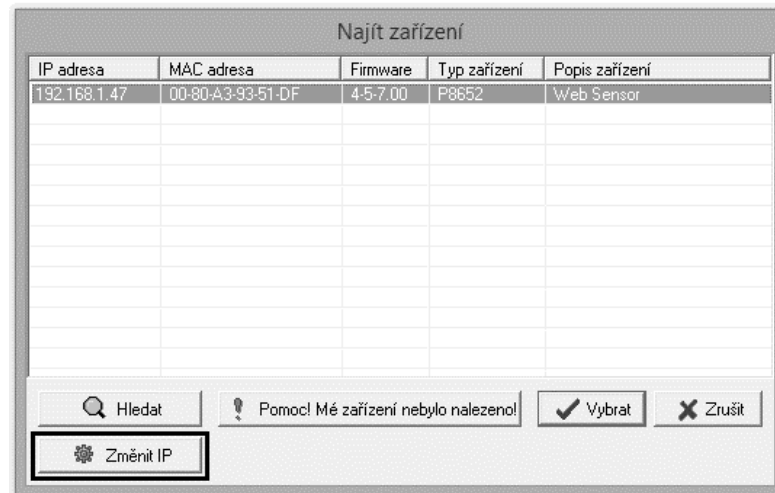 Najít zařízení
IP adresa MAC adresa Firmware Typ zařízení Popis zařízení
192.168.1.47 00-80-A3-93-51-DF 4-5-7.00 P8652 Web Sensor
Hledat Pomoc! Mé zařízení nebylo nalezeno! Vybrat Zrušit
Změnit IP